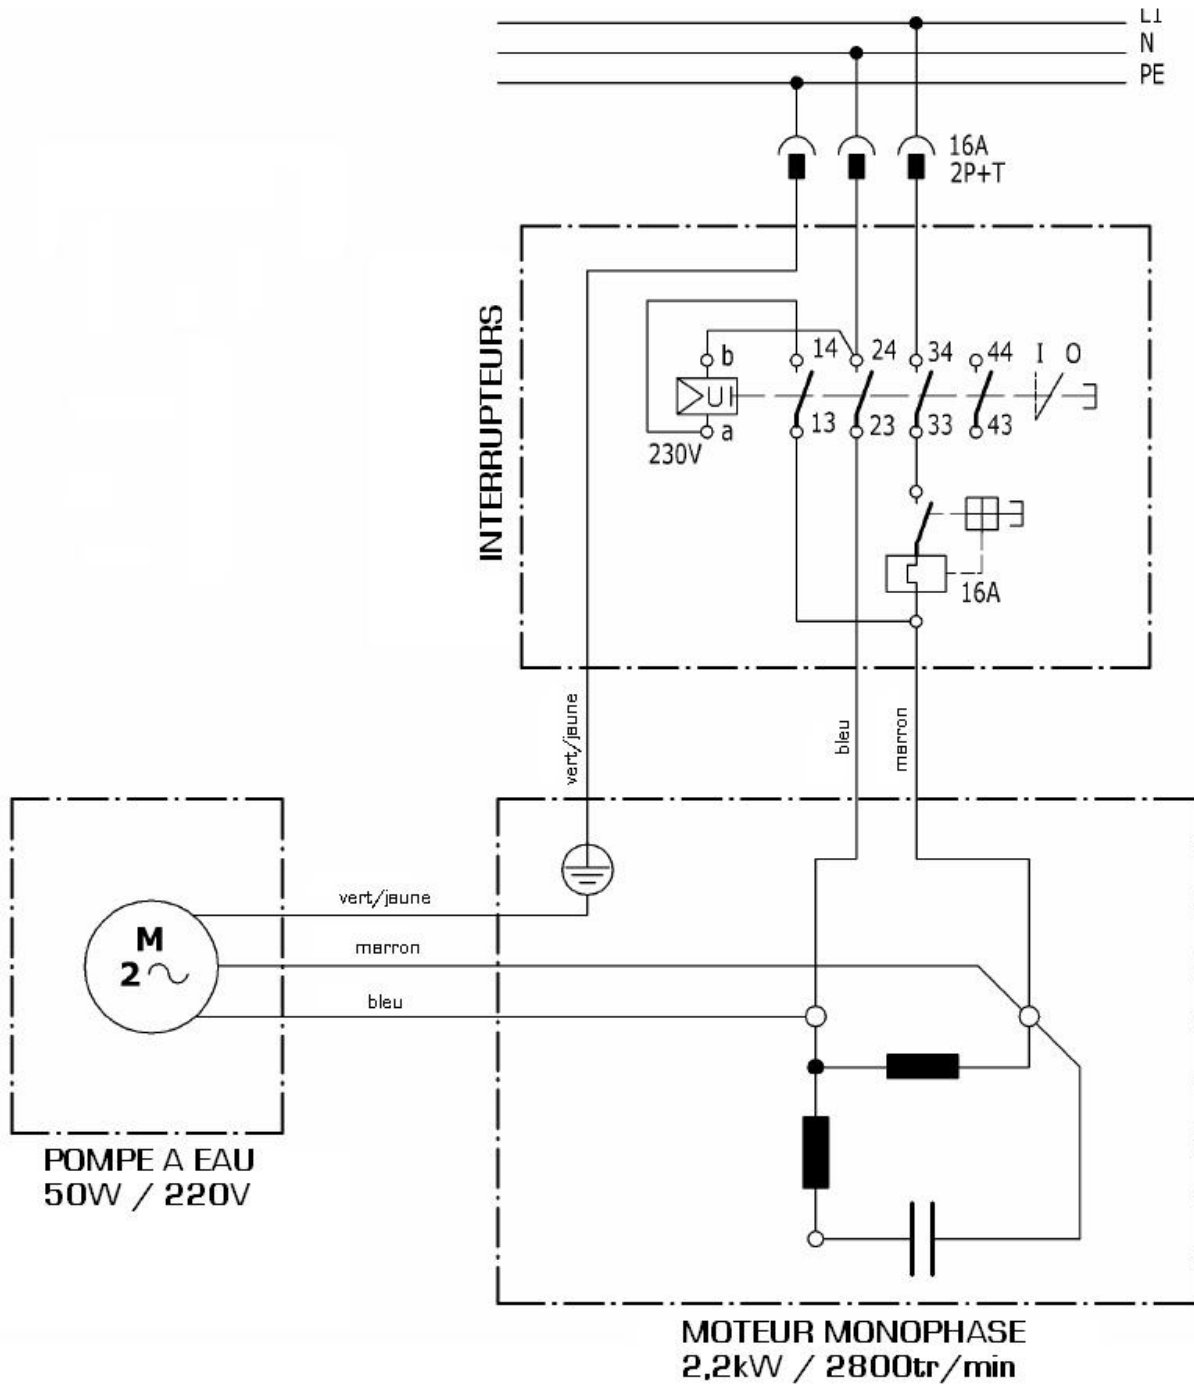 L1
N
PE
16A
2P+T
INTERRUPTEURS
b
14
24
34
44
I O
U
a
13
23
33
43
230V
16A
vert/jaune
bleu
marron
vert/jaune
marron
bleu
M
2
POMPE A EAU
50W / 220V
MOTEUR MONOPHASE
2,2kW / 2800tr/min